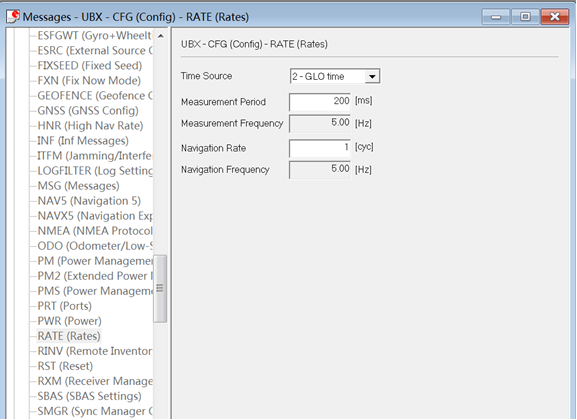 Messages - UBX - CFG (Config) - RATE (Rates)
ESFGWT (Gyro+Wheelt
ESRC (External Source C
FIXSEED (Fixed Seed)
FXN (Fix Now Mode)
GEOFENCE (Geofence C
GNSS (GNSS Config)
HNR (High Nav Rate)
INF (Inf Messages)
ITFM (Jamming/Interfe
LOGFILTER (Log Setting
MSG (Messages)
NAV5 (Navigation 5)
NAVX5 (Navigation Exp
NMEA (NMEA Protocol
ODO (Odometer/Low-S
PM (Power Managemer
PM2 (Extended Power I
PMS (Power Manageme
PRT (Ports)
PWR (Power)
RATE (Rates)
RINV (Remote Inventor
RST (Reset)
RXM (Receiver Manage
SBAS (SBAS Settings)
SMGR (Sync Manager C
UBX - CFG (Config) - RATE (Rates)
Time Source 2 - GLO time
Measurement Period 200 [ms]
Measurement Frequency 5.00 [Hz]
Navigation Rate 1 [cyc]
Navigation Frequency 5.00 [Hz]